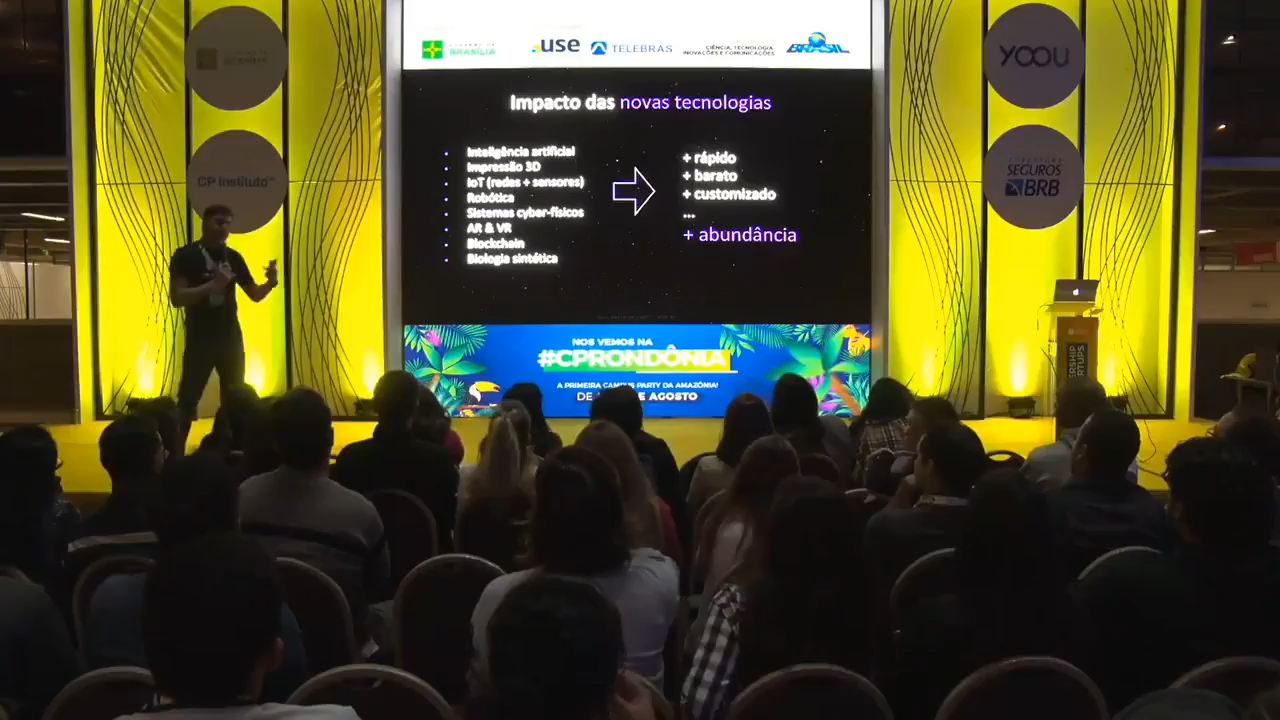 BRASÍLIA
use
TELEBRAS
CIÊNCIA, TECNOLOGIA,
INOVAÇÕES E COMUNICAÇÕES
BRASIL
YOOU
CP Instituto
SEGUROS
BRB
Impacto das novas tecnologias
Inteligência artificial
Impressão 3D
IoT (redes + sensores)
Robótica
Sistemas cyber-físicos
AR & VR
Blockchain
Biologia sintética
+ rápido
+ barato
+ customizado
...
+ abundância
NOS VEMOS NA
#CPRONDÔNIA
A PRIMEIRA CAMPUS PARTY DA AMAZÔNIA!
DE AGOSTO